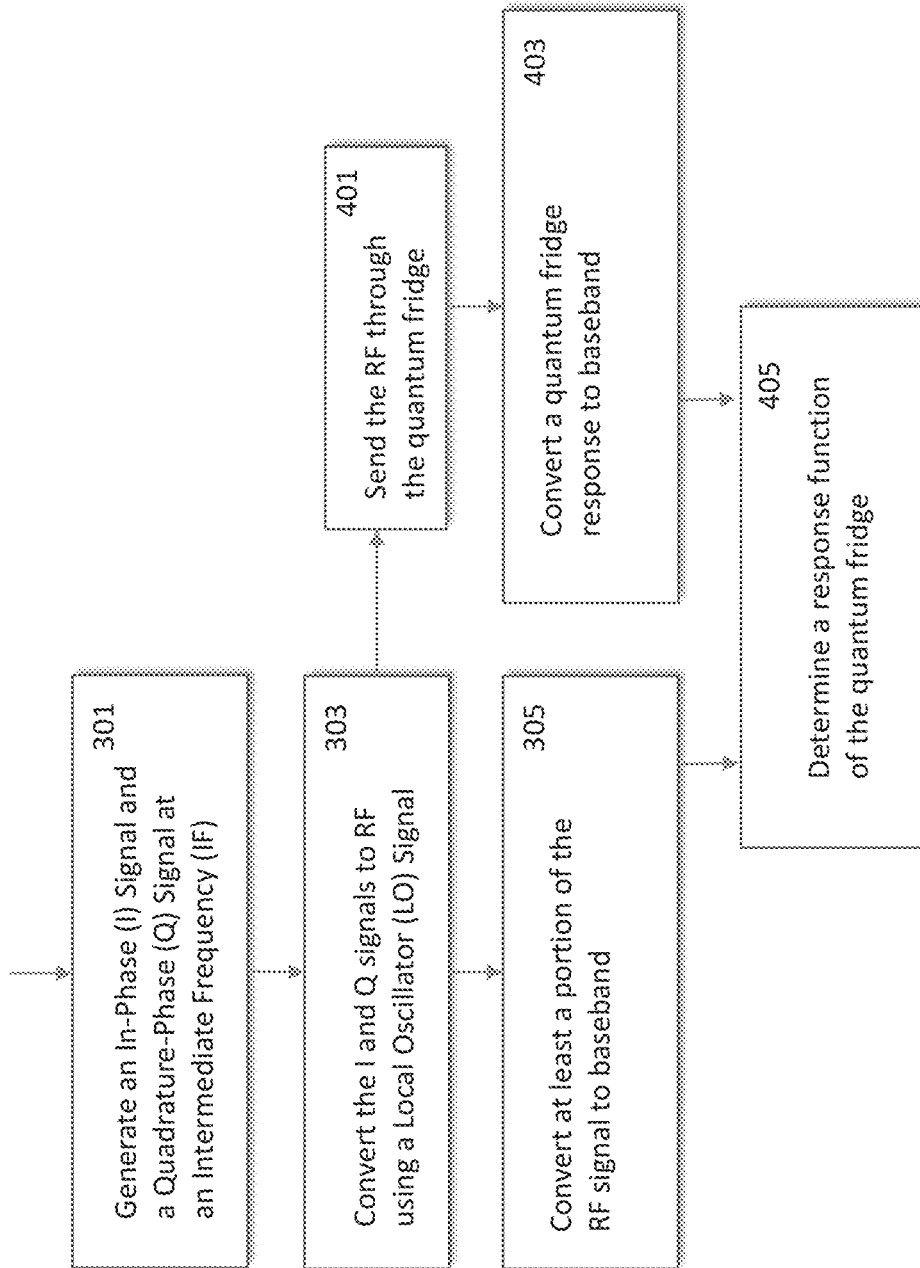 301
Generate an In-Phase (I) Signal and
a Quadrature-Phase (Q) Signal at
an Intermediate Frequency (IF)
303
Convert the I and Q signals to RF
using a Local Oscillator (LO) Signal
305
Convert at least a portion of the
RF signal to baseband
401
Send the RF through
the quantum fridge
403
Convert a quantum fridge
response to baseband
405
Determine a response function
of the quantum fridge